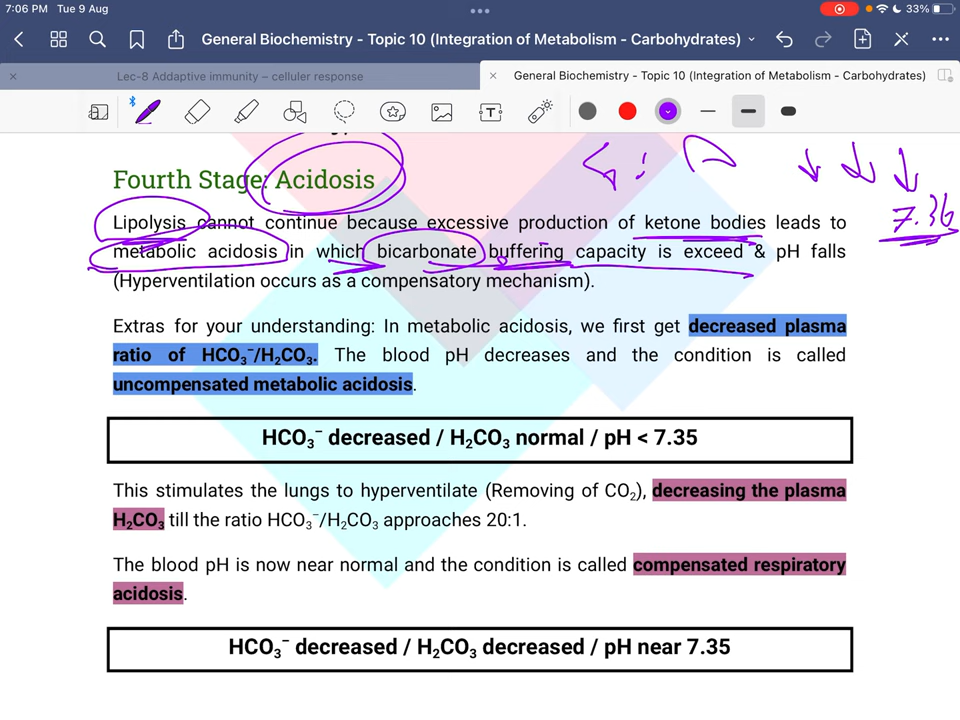 7:06 PM Tue 9 Aug
33%
General Biochemistry - Topic 10 (Integration of Metabolism - Carbohydrates)
Lec-8 Addaptive immunity – celluler response
General Biochemistry - Topic 10 (Integration of Metabolism - Carbohydrates)
Fourth Stage: Acidosis
7.36
Lipolysis cannot continue because excessive production of ketone bodies leads to
metabolic acidosis in which bicarbonate buffering capacity is exceed & pH falls
(Hyperventilation occurs as a compensatory mechanism).
Extras for your understanding: In metabolic acidosis, we first get decreased plasma
ratio of HCO₃⁻/H₂CO₃. The blood pH decreases and the condition is called
uncompensated metabolic acidosis.
HCO₃⁻ decreased / H₂CO₃ normal / pH < 7.35
This stimulates the lungs to hyperventilate (Removing of CO₂), decreasing the plasma
H₂CO₃ till the ratio HCO₃⁻/H₂CO₃ approaches 20:1.
The blood pH is now near normal and the condition is called compensated respiratory
acidosis.
HCO₃⁻ decreased / H₂CO₃ decreased / pH near 7.35